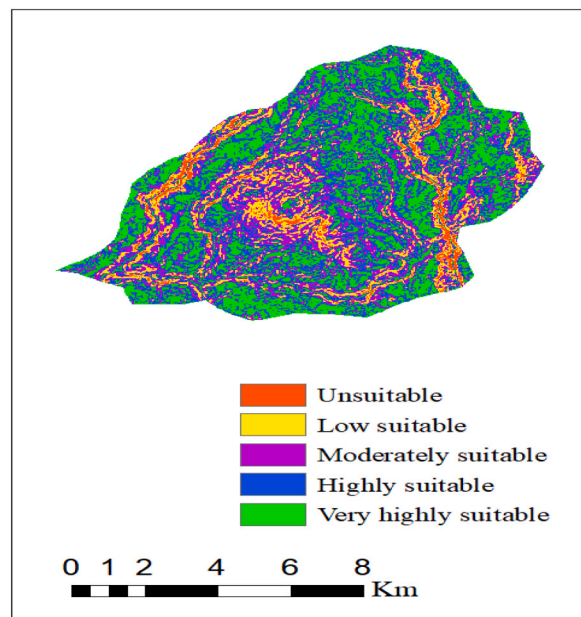 Unsuitable
Low suitable
Moderately suitable
Highly suitable
Very highly suitable
0 1 2 4 6 8
Km